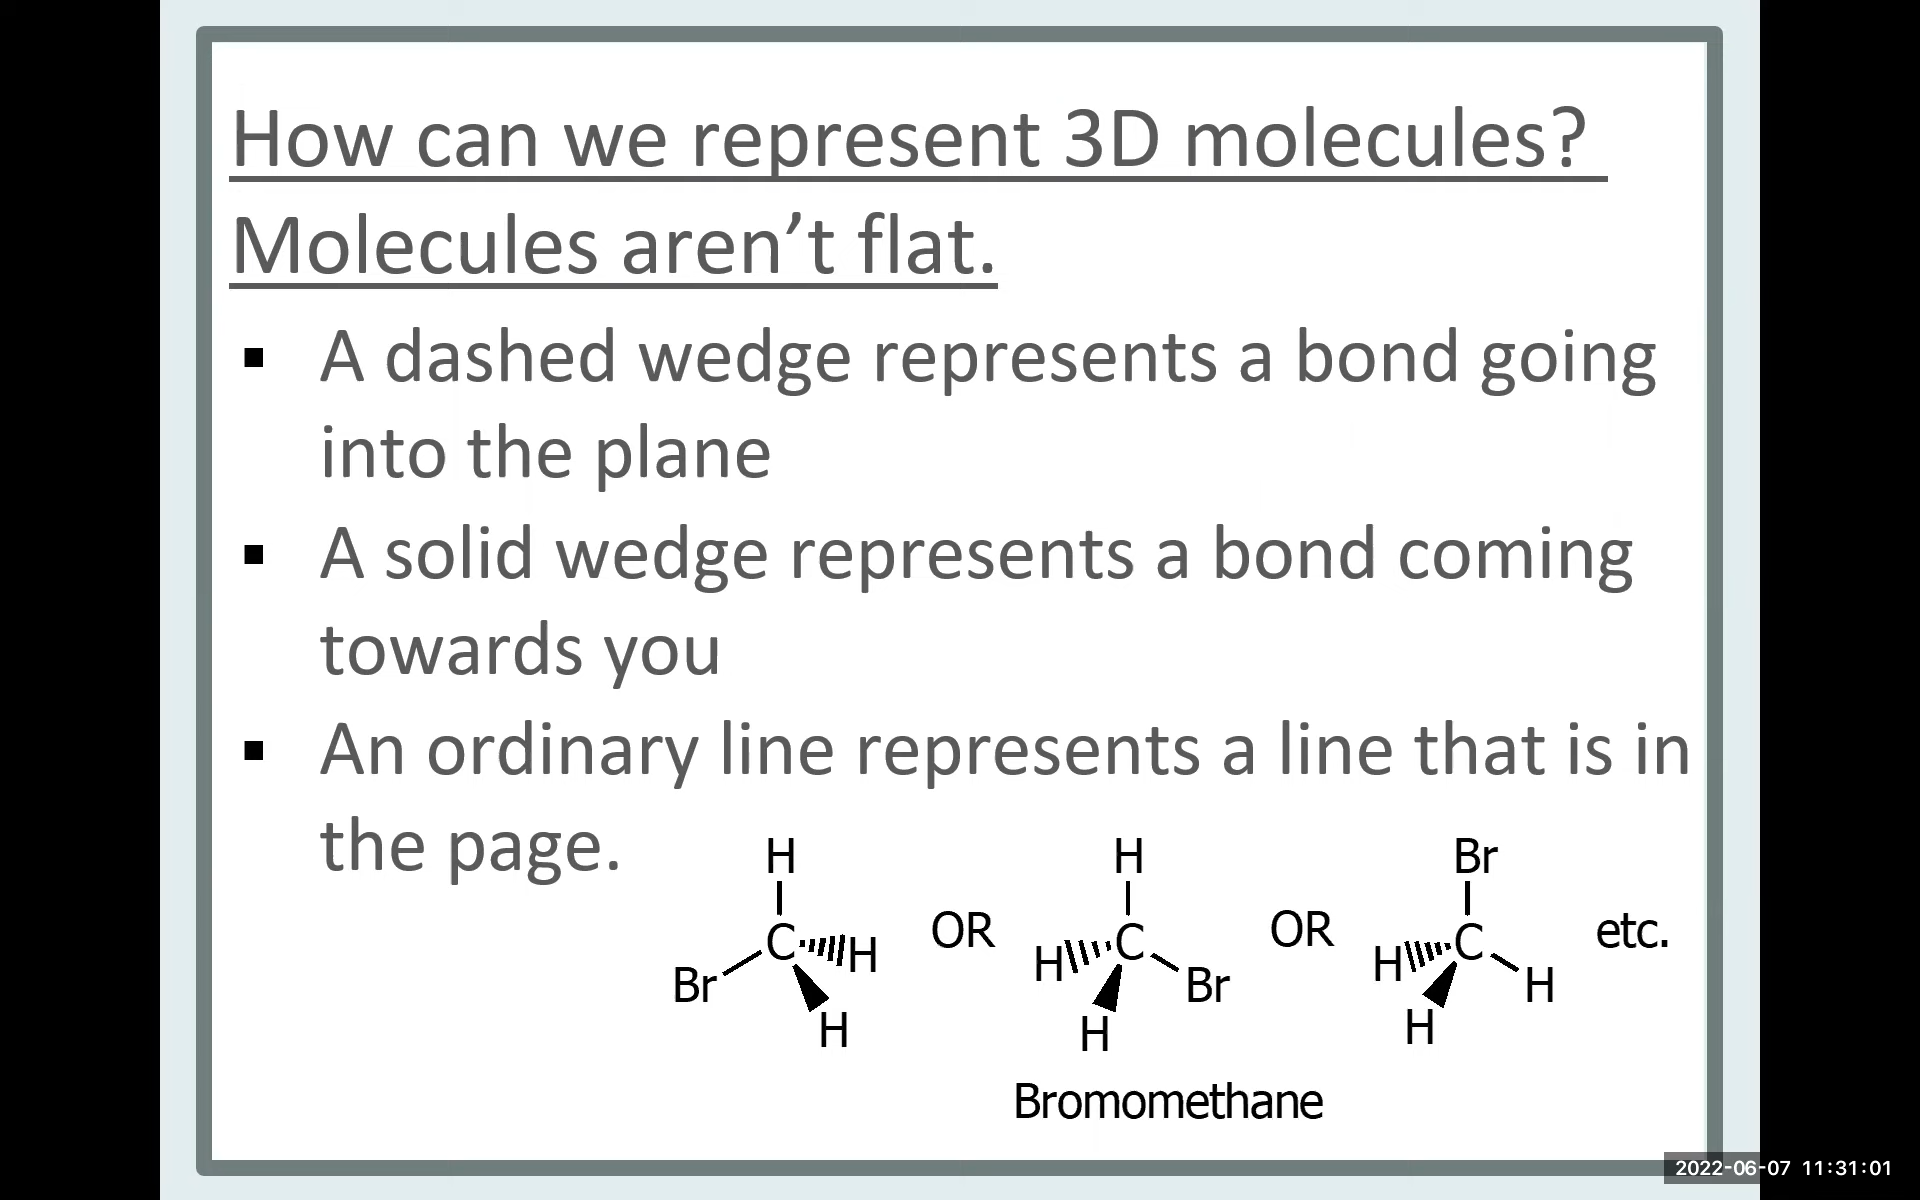 How can we represent 3D molecules?
Molecules aren’t flat.
▪ A dashed wedge represents a bond going
into the plane
▪ A solid wedge represents a bond coming
towards you
▪ An ordinary line represents a line that is in
the page.
H
C H
Br
H
OR
H
H C
Br
H
OR
Br
H C
H
H
etc.
Bromomethane
2022-06-07 11:31:01